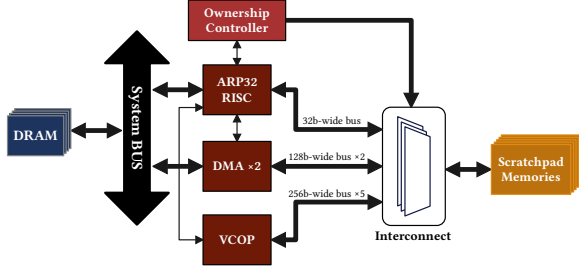 Ownership
Controller
ARP32
RISC
System BUS
32b-wide bus
DRAM
DMA ×2
128b-wide bus ×2
Scratchpad
Memories
256b-wide bus ×5
VCOP
Interconnect